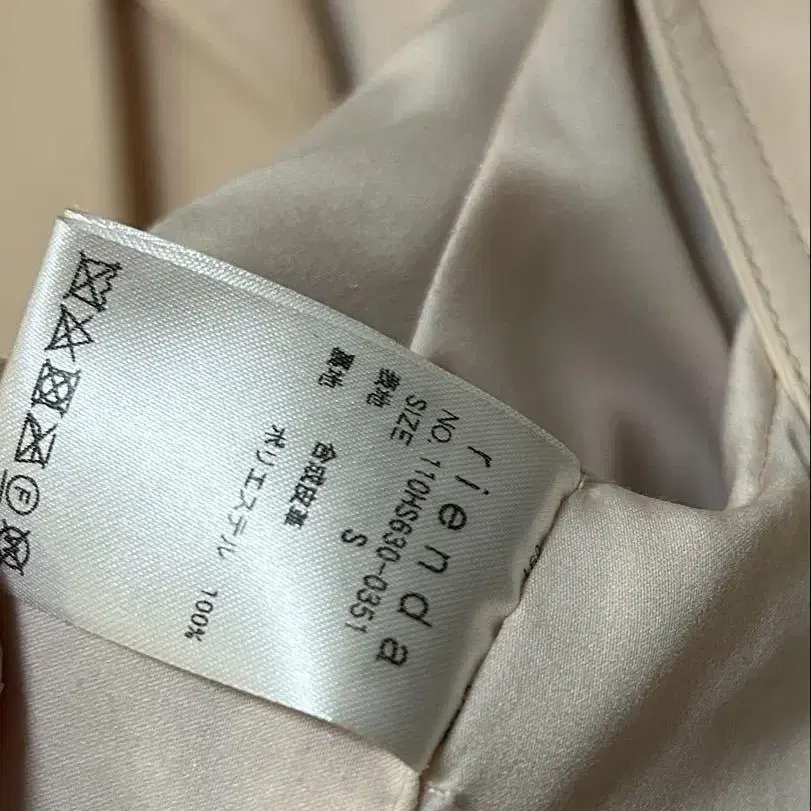 rienda
NO. 110HS630-0351
SIZE S
表地 合成皮革
裏地 ポリエステル 100%
F